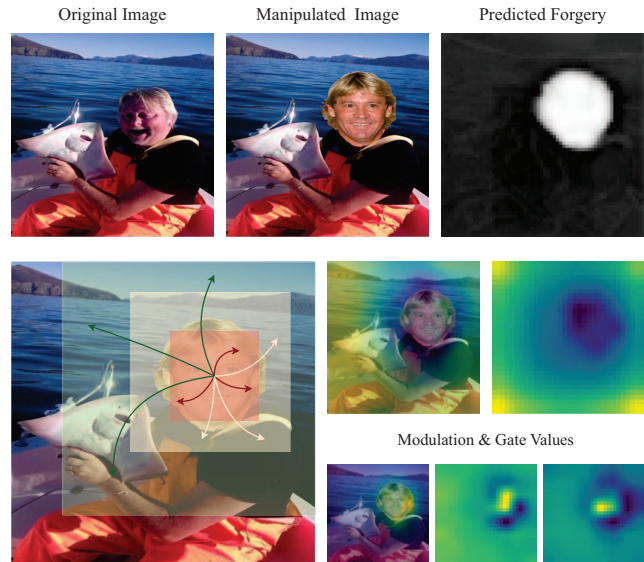 Original Image
Manipulated Image
Predicted Forgery
Modulation & Gate Values